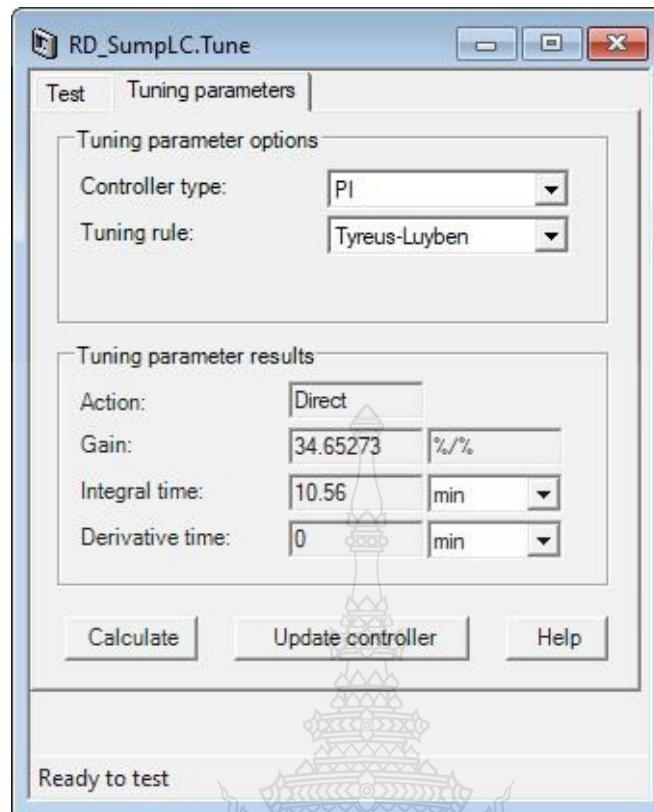 RD_SumpLC.Tune
Test Tuning parameters
Tuning parameter options
Controller type: PI
Tuning rule: Tyreus-Luyben
Tuning parameter results
Action: Direct
Gain: 34.65273 %/%
Integral time: 10.56 min
Derivative time: 0 min
Calculate Update controller Help
Ready to test